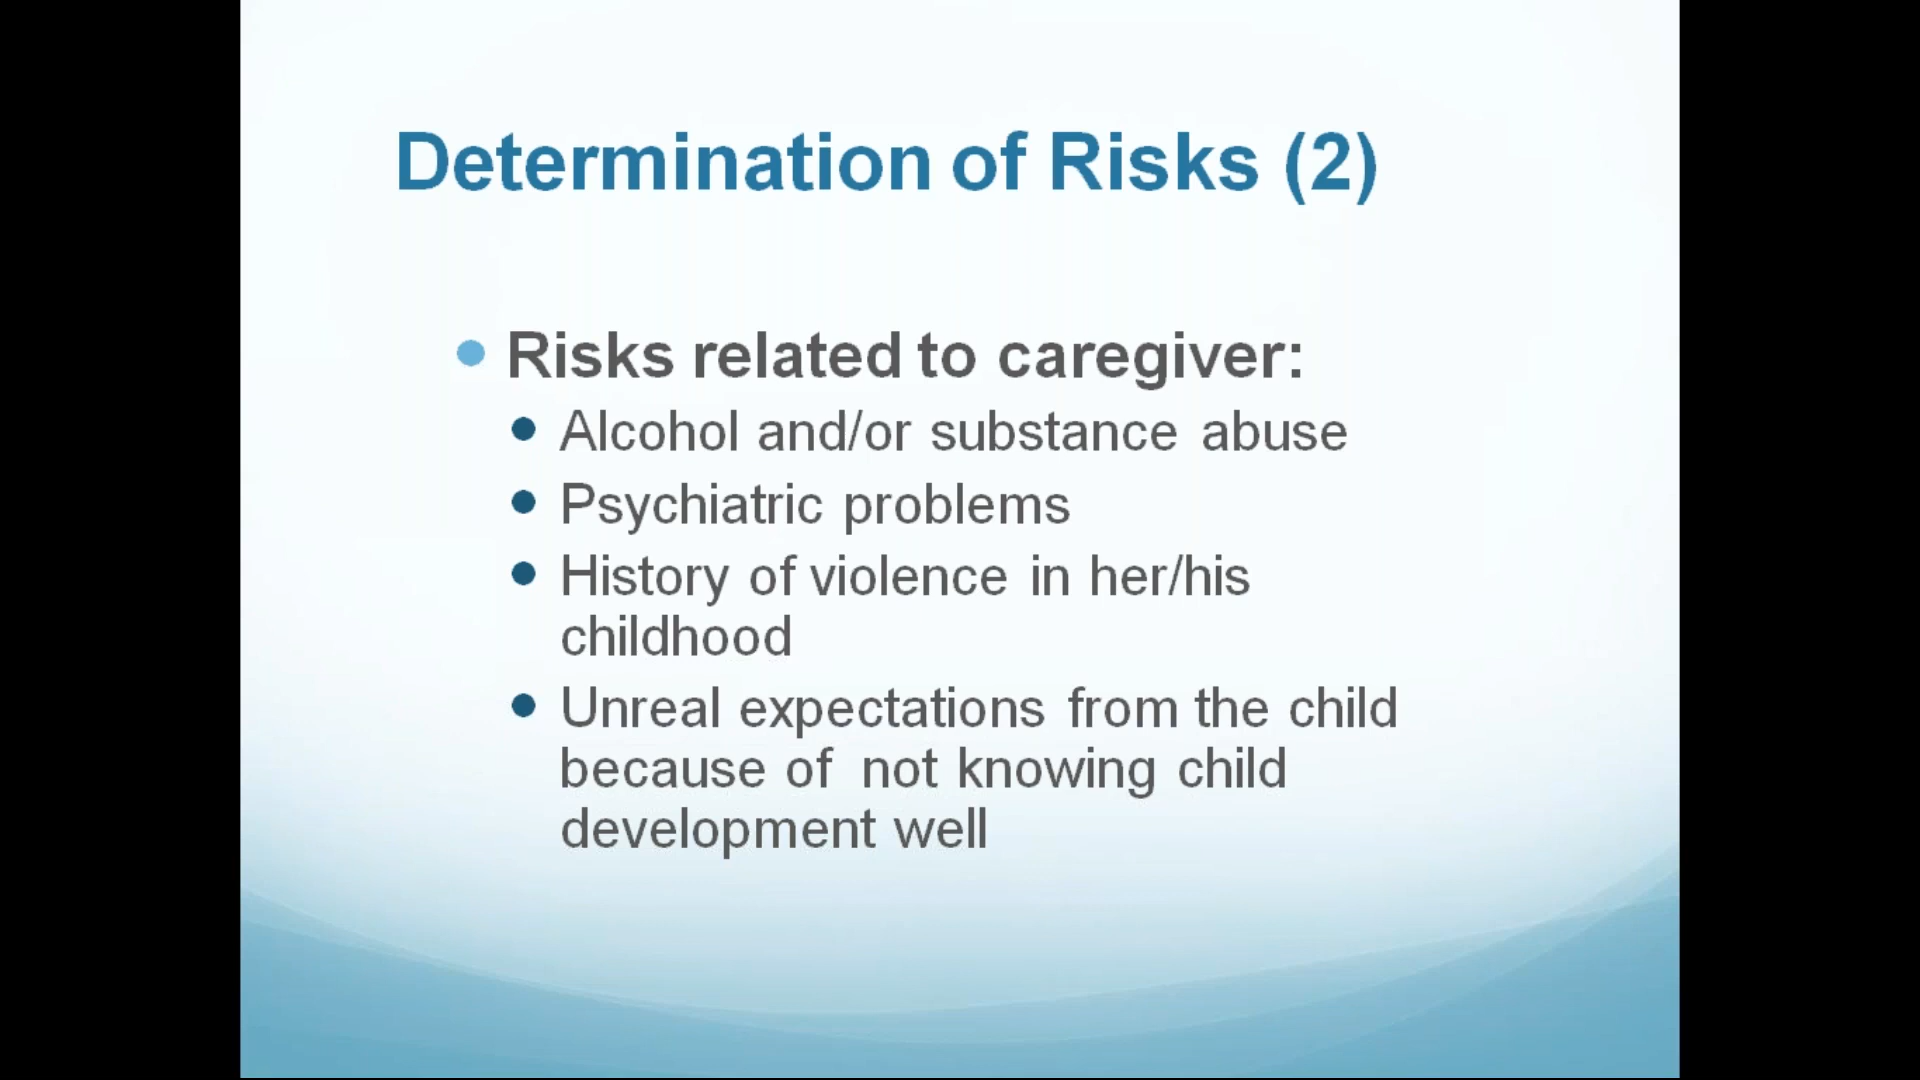 Determination of Risks (2)
Risks related to caregiver:
Alcohol and/or substance abuse
Psychiatric problems
History of violence in her/his
childhood
Unreal expectations from the child
because of not knowing child
development well